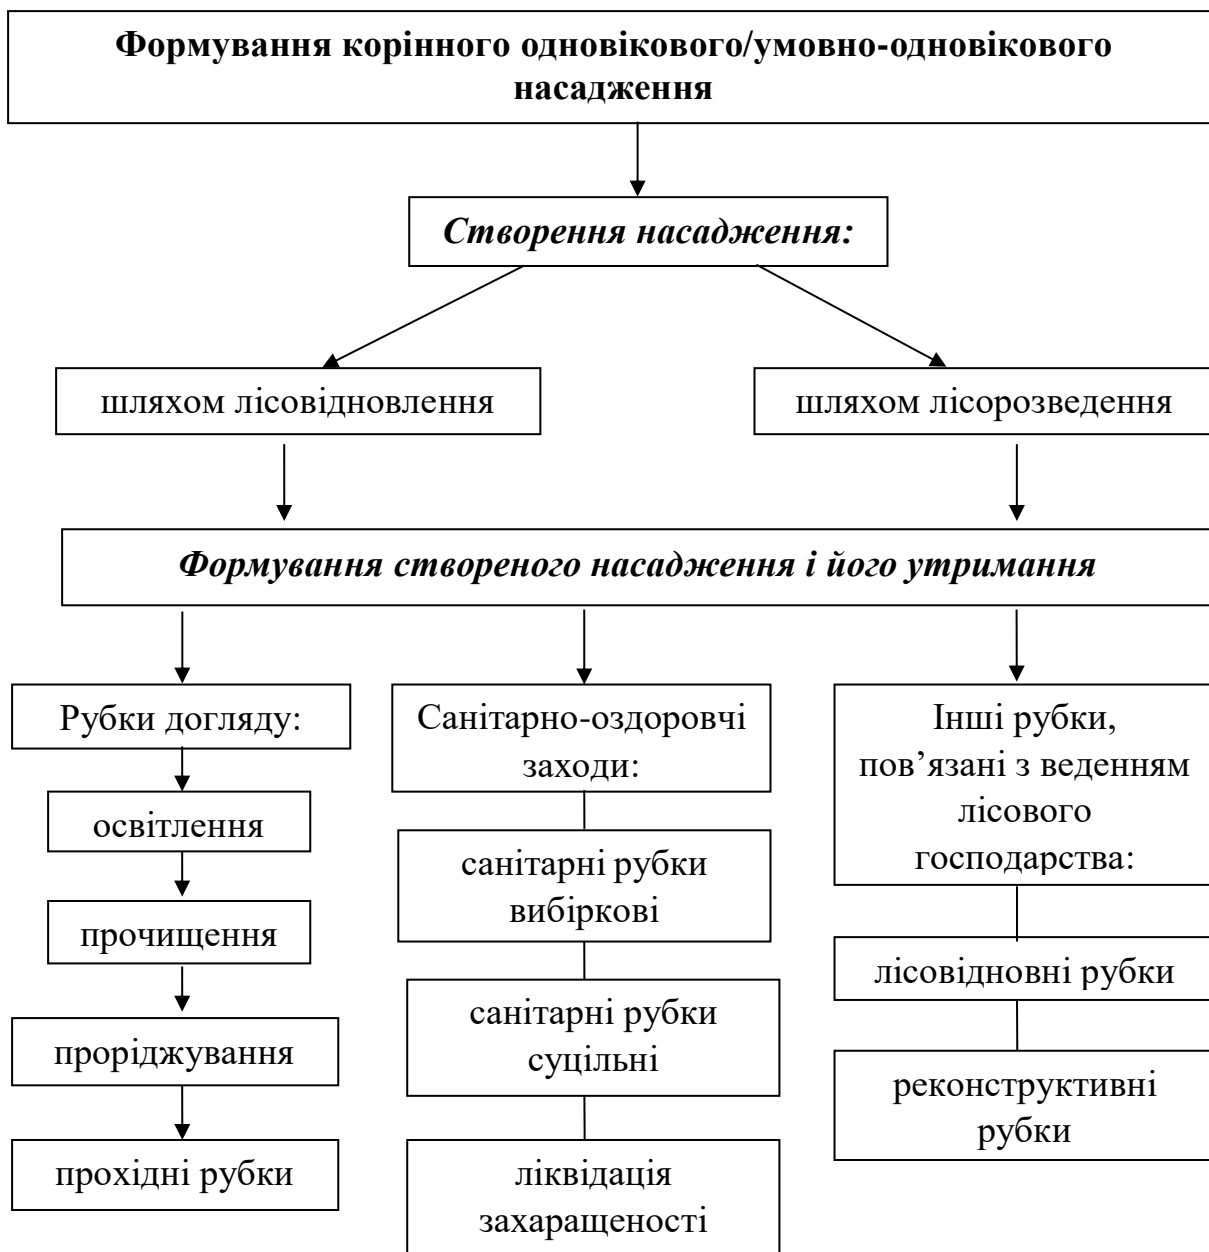 Формування корінного одновікового/умовно-одновікового
насадження
Створення насадження:
шляхом лісовідновлення
шляхом лісорозведення
Формування створеного насадження і його утримання
Рубки догляду:
освітлення
прочищення
проріджування
прохідні рубки
Санітарно-оздоровчі
заходи:
санітарні рубки
вибіркові
санітарні рубки
суцільні
ліквідація
захаращеності
Інші рубки,
пов’язані з веденням
лісового
господарства:
лісовідновні рубки
реконструктивні
рубки